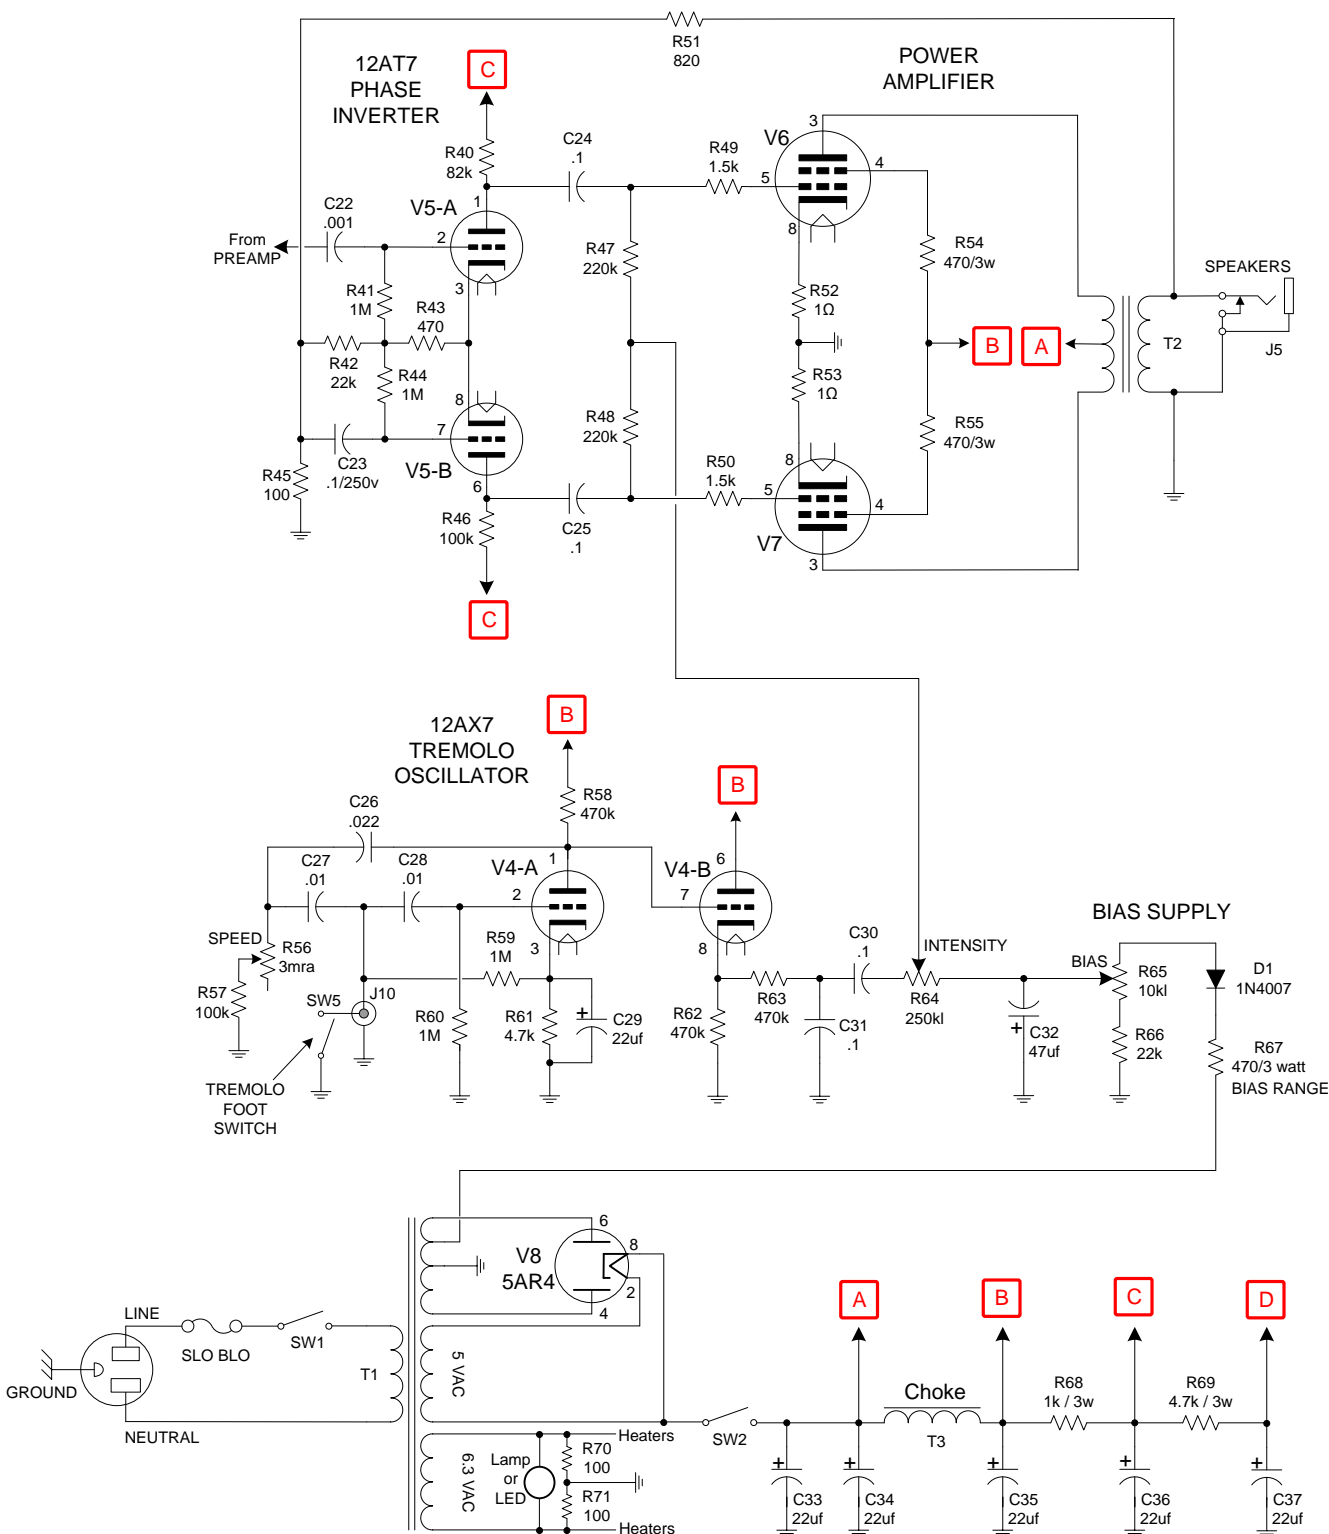 R51
820
12AT7
PHASE
INVERTER
C
POWER
AMPLIFIER
R40
82k
C24
.1
R49
1.5k
V6
3
4
5
8
C22
.001
V5-A
1
2
3
From
PREAMP
R41
1M
R43
470
R47
220k
R54
470/3w
R52
1Ω
SPEAKERS
R42
22k
R44
1M
B
A
T2
J5
R53
1Ω
8
7
6
V5-B
R48
220k
R55
470/3w
R45
100
C23
.1/250v
R46
100k
C25
.1
R50
1.5k
8
5
4
V7
3
C
12AX7
TREMOLO
OSCILLATOR
B
B
R58
470k
C26
.022
C27
.01
C28
.01
V4-A
1
2
3
V4-B
6
7
8
BIAS SUPPLY
SPEED
R56
3mra
R59
1M
C30
.1
INTENSITY
BIAS
R65
10kl
D1
1N4007
R57
100k
SW5
J10
R60
1M
R61
4.7k
C29
22uf
R62
470k
R63
470k
C31
.1
R64
250kl
C32
47uf
R66
22k
R67
470/3 watt
BIAS RANGE
TREMOLO
FOOT
SWITCH
6
V8
5AR4
8
2
4
LINE
SLO BLO
SW1
T1
5 VAC
GROUND
NEUTRAL
A
B
C
D
Choke
T3
R68
1k / 3w
R69
4.7k / 3w
SW2
Heaters
6.3 VAC
Lamp
or
LED
R70
100
R71
100
Heaters
C33
22uf
C34
22uf
C35
22uf
C36
22uf
C37
22uf